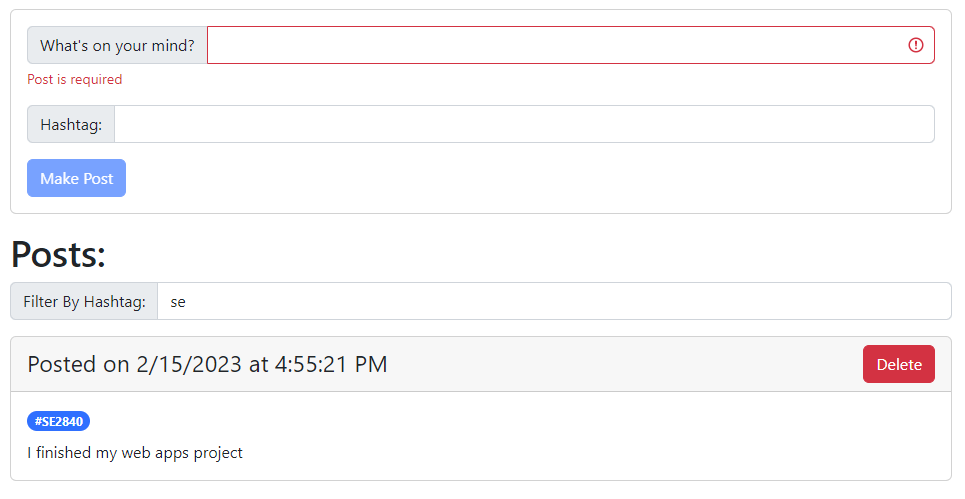 What's on your mind?
Post is required
Hashtag:
Make Post
Posts:
Filter By Hashtag: se
Posted on 2/15/2023 at 4:55:21 PM Delete
#SE2840
I finished my web apps project